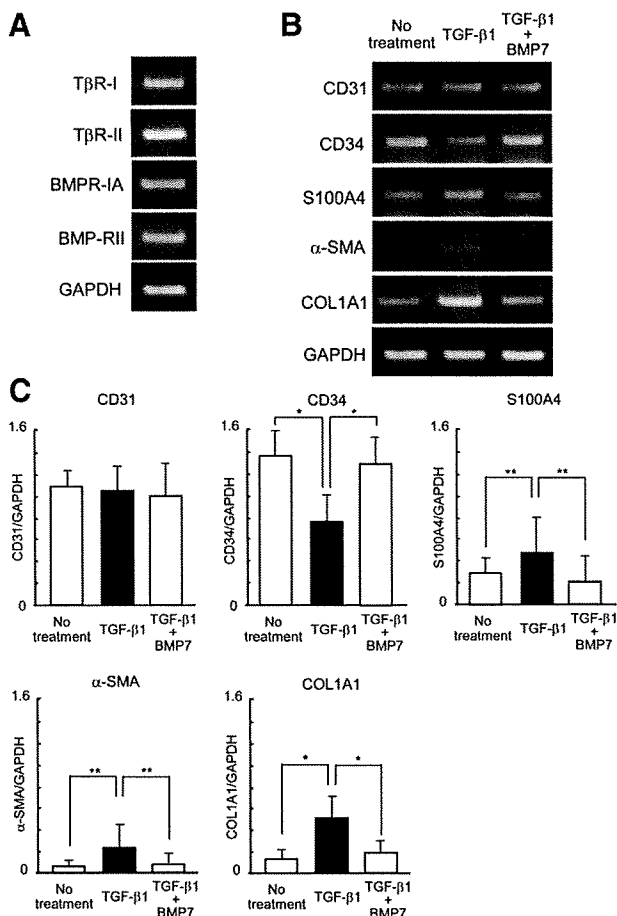 A
TβR-I
TβR-II
BMPR-IA
BMP-RII
GAPDH
B
No treatment
TGF-β1
TGF-β1 + BMP7
CD31
CD34
S100A4
α-SMA
COL1A1
GAPDH
C
CD31
1.6
CD31/GAPDH
0
No treatment
TGF-β1
TGF-β1 + BMP7
CD34
* *
1.6
CD34/GAPDH
0
No treatment
TGF-β1
TGF-β1 + BMP7
S100A4
1.6
** **
S100A4/GAPDH
0
No treatment
TGF-β1
TGF-β1 + BMP7
α-SMA
1.6
** **
α-SMA/GAPDH
0
No treatment
TGF-β1
TGF-β1 + BMP7
COL1A1
1.6
* *
COL1A1/GAPDH
0
No treatment
TGF-β1
TGF-β1 + BMP7